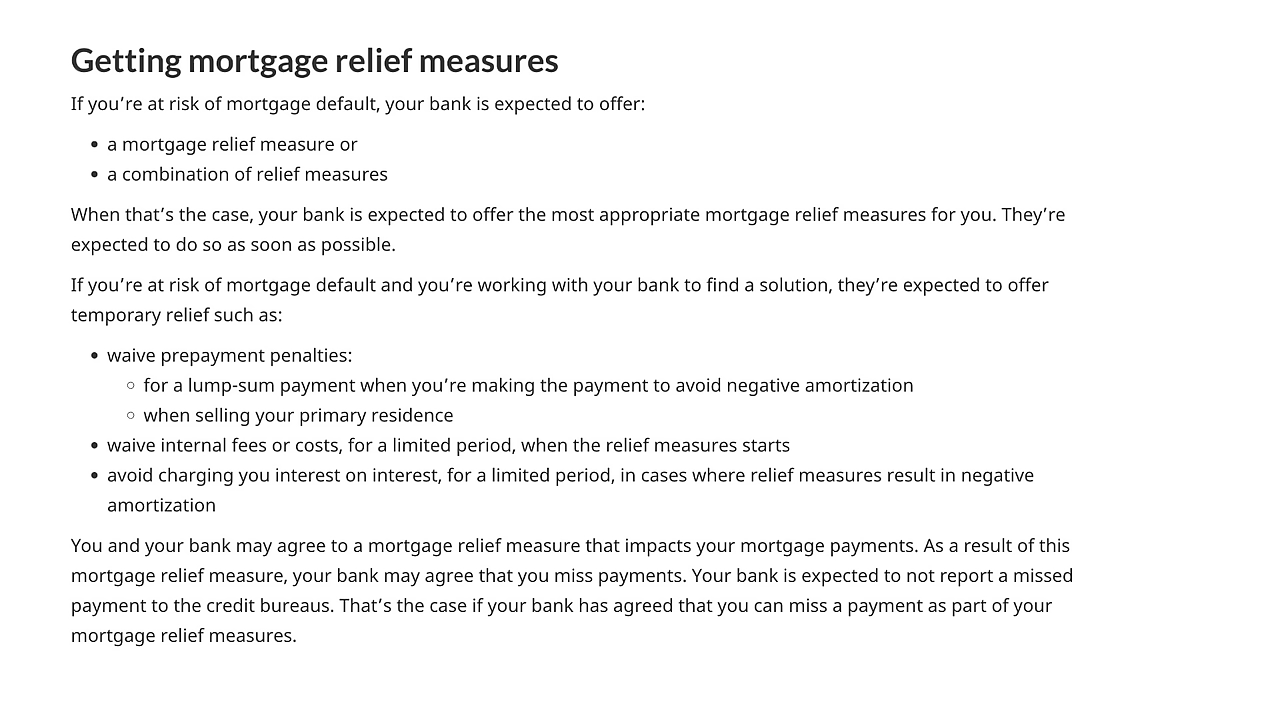 Getting mortgage relief measures
If you’re at risk of mortgage default, your bank is expected to offer:
• a mortgage relief measure or
• a combination of relief measures
When that’s the case, your bank is expected to offer the most appropriate mortgage relief measures for you. They’re
expected to do so as soon as possible.
If you’re at risk of mortgage default and you’re working with your bank to find a solution, they’re expected to offer
temporary relief such as:
• waive prepayment penalties:
○ for a lump-sum payment when you’re making the payment to avoid negative amortization
○ when selling your primary residence
• waive internal fees or costs, for a limited period, when the relief measures starts
• avoid charging you interest on interest, for a limited period, in cases where relief measures result in negative
amortization
You and your bank may agree to a mortgage relief measure that impacts your mortgage payments. As a result of this
mortgage relief measure, your bank may agree that you miss payments. Your bank is expected to not report a missed
payment to the credit bureaus. That’s the case if your bank has agreed that you can miss a payment as part of your
mortgage relief measures.